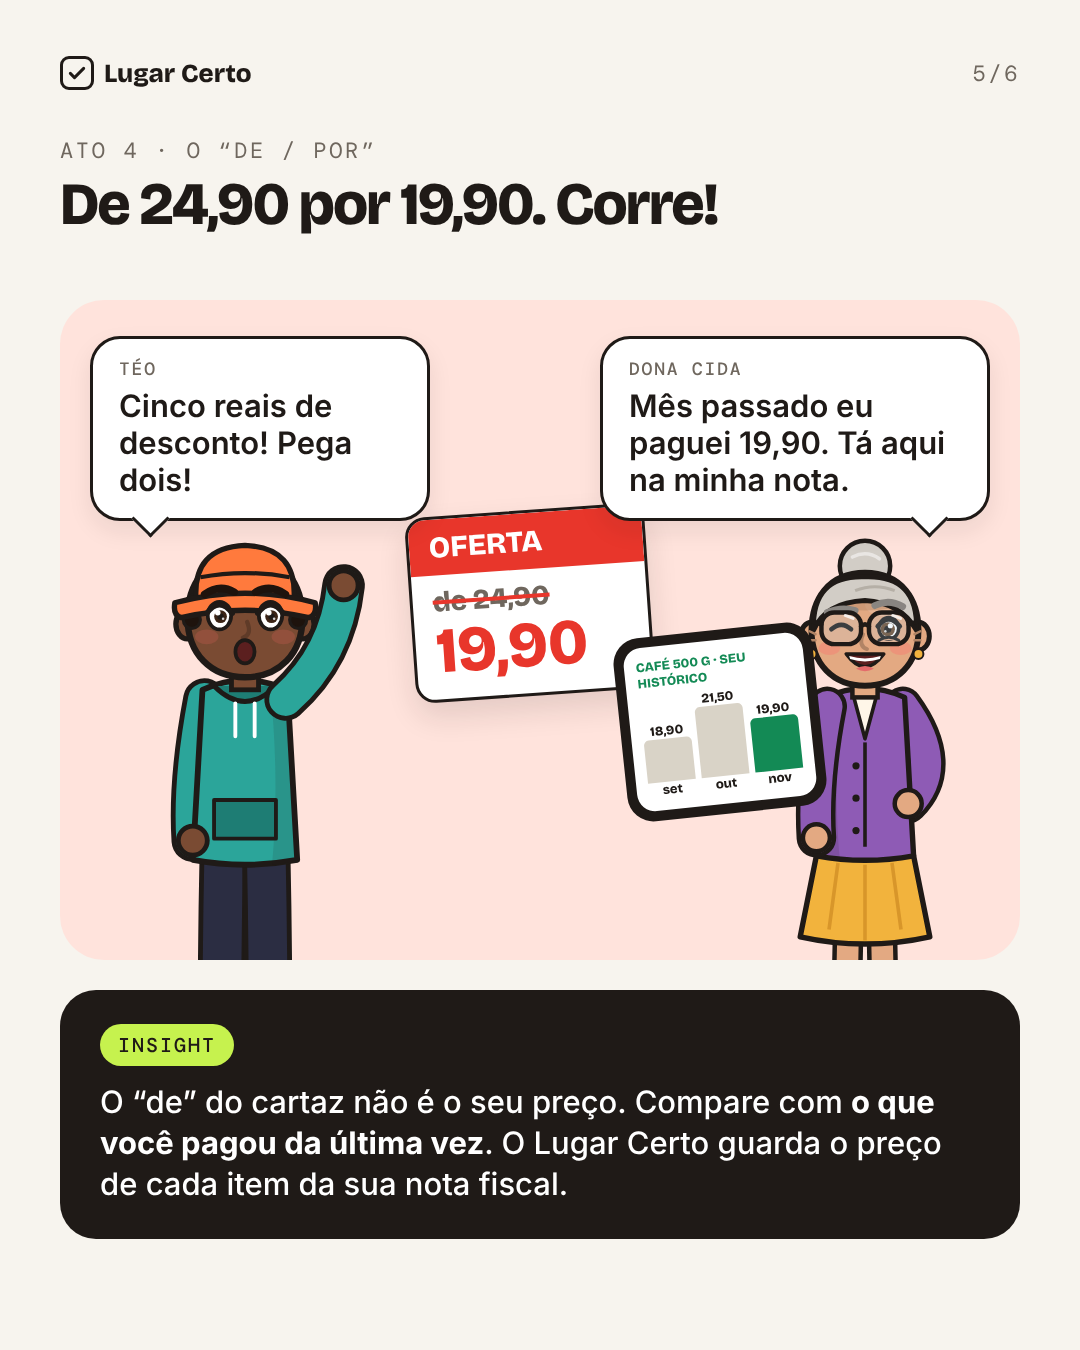 Lugar Certo
5/6
ATO 4 · O “DE / POR”
De 24,90 por 19,90. Corre!
TÉO
Cinco reais de
desconto! Pega
dois!
DONA CIDA
Mês passado eu
paguei 19,90. Tá aqui
na minha nota.
OFERTA
de 24,90
19,90
CAFÉ 500 G · SEU
HISTÓRICO
18,90
21,50
19,90
set
out
nov
INSIGHT
O “de” do cartaz não é o seu preço. Compare com o que
você pagou da última vez. O Lugar Certo guarda o preço
de cada item da sua nota fiscal.